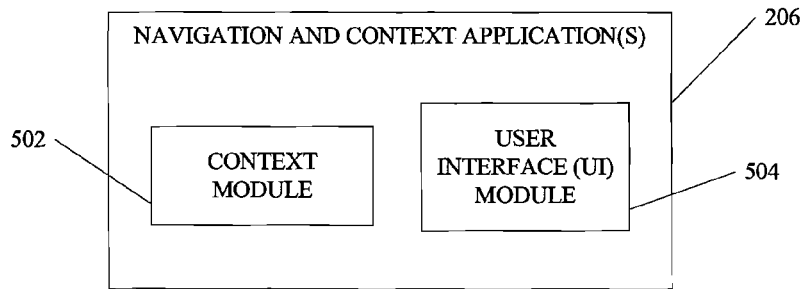 NAVIGATION AND CONTEXT APPLICATION(S)
206
502
CONTEXT
MODULE
USER
INTERFACE (UI)
MODULE
504